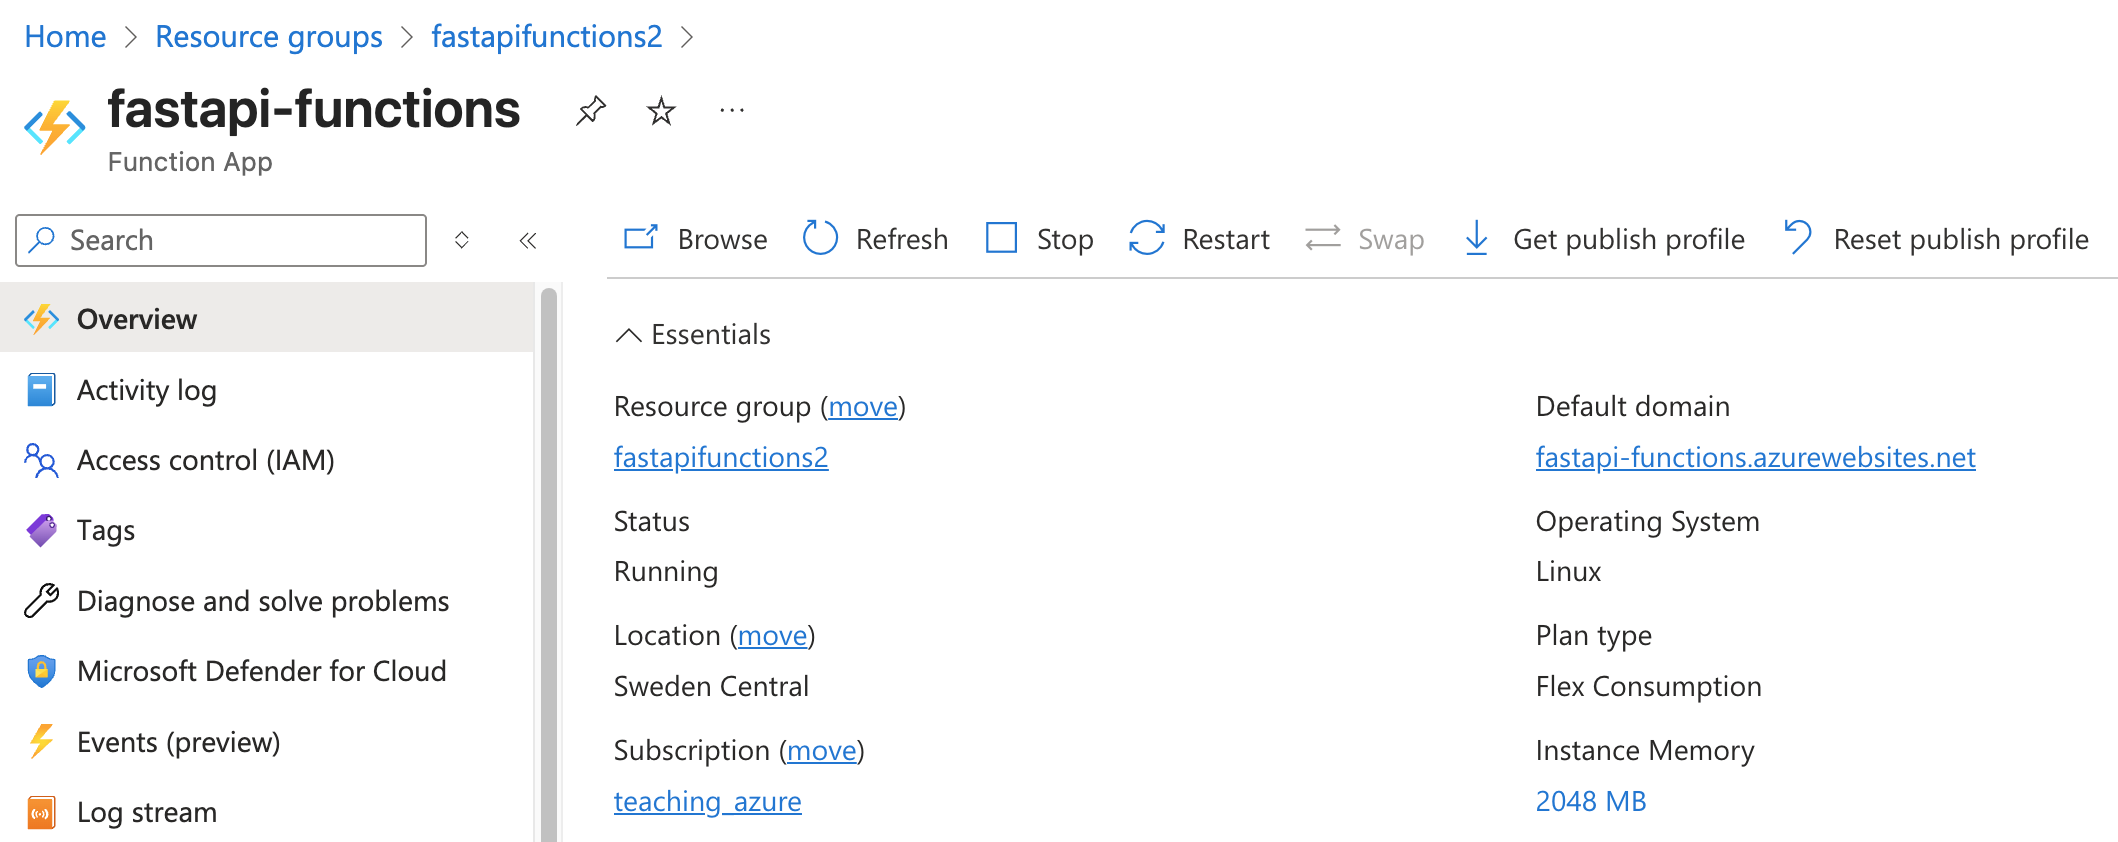 Home > Resource groups > fastapifunctions2 >
fastapi-functions
Function App
Search
Browse Refresh Stop Restart Swap Get publish profile Reset publish profile
Overview
Activity log
Access control (IAM)
Tags
Diagnose and solve problems
Microsoft Defender for Cloud
Events (preview)
Log stream
Essentials
Resource group (move)
fastapifunctions2
Status
Running
Location (move)
Sweden Central
Subscription (move)
teaching_azure
Default domain
fastapi-functions.azurewebsites.net
Operating System
Linux
Plan type
Flex Consumption
Instance Memory
2048 MB